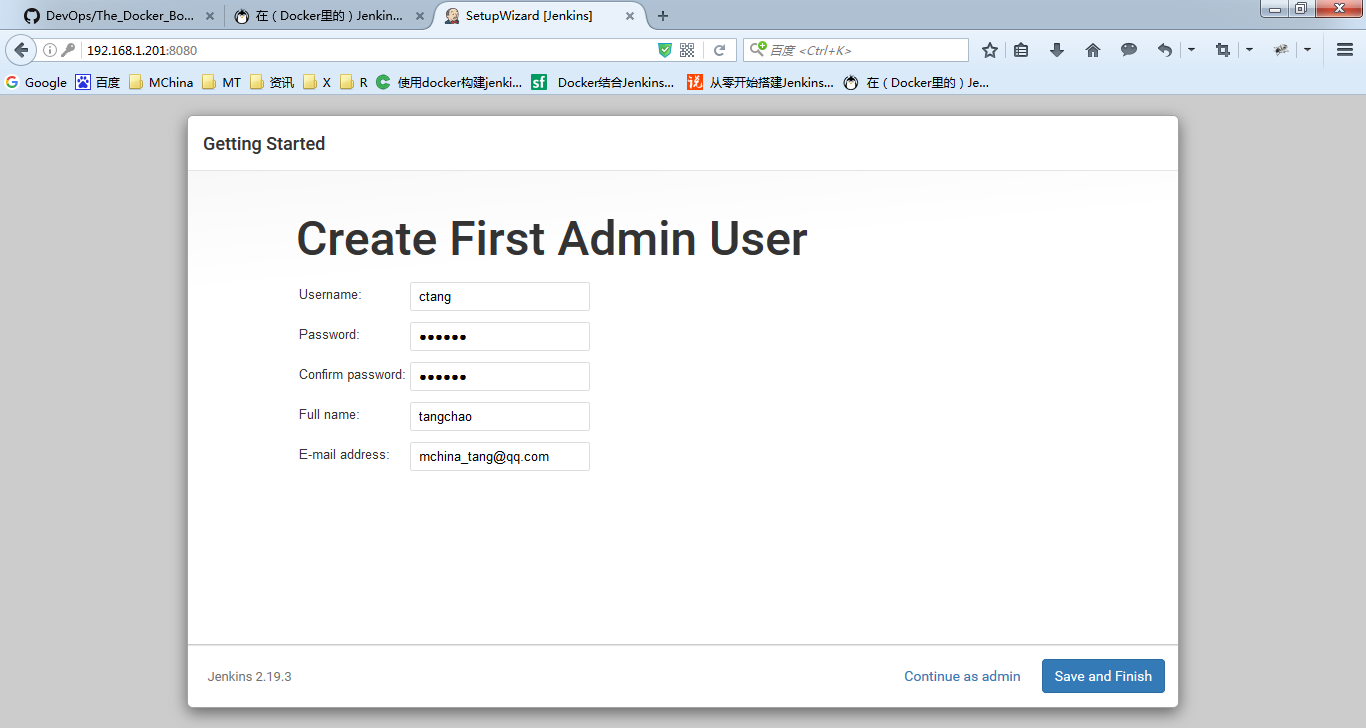 DevOps/The_Docker_Bo...
在（Docker里的）Jenkin...
SetupWizard [Jenkins]
192.168.1.201:8080
百度 <Ctrl+K>
Google 百度 MChina MT 资讯 X R 使用docker构建jenki... Docker结合Jenkins... 从零开始搭建Jenkins... 在（Docker里的）Je...
Getting Started
Create First Admin User
Username: ctang
Password: ●●●●●●
Confirm password: ●●●●●●
Full name: tangchao
E-mail address: mchina_tang@qq.com
Jenkins 2.19.3
Continue as admin
Save and Finish